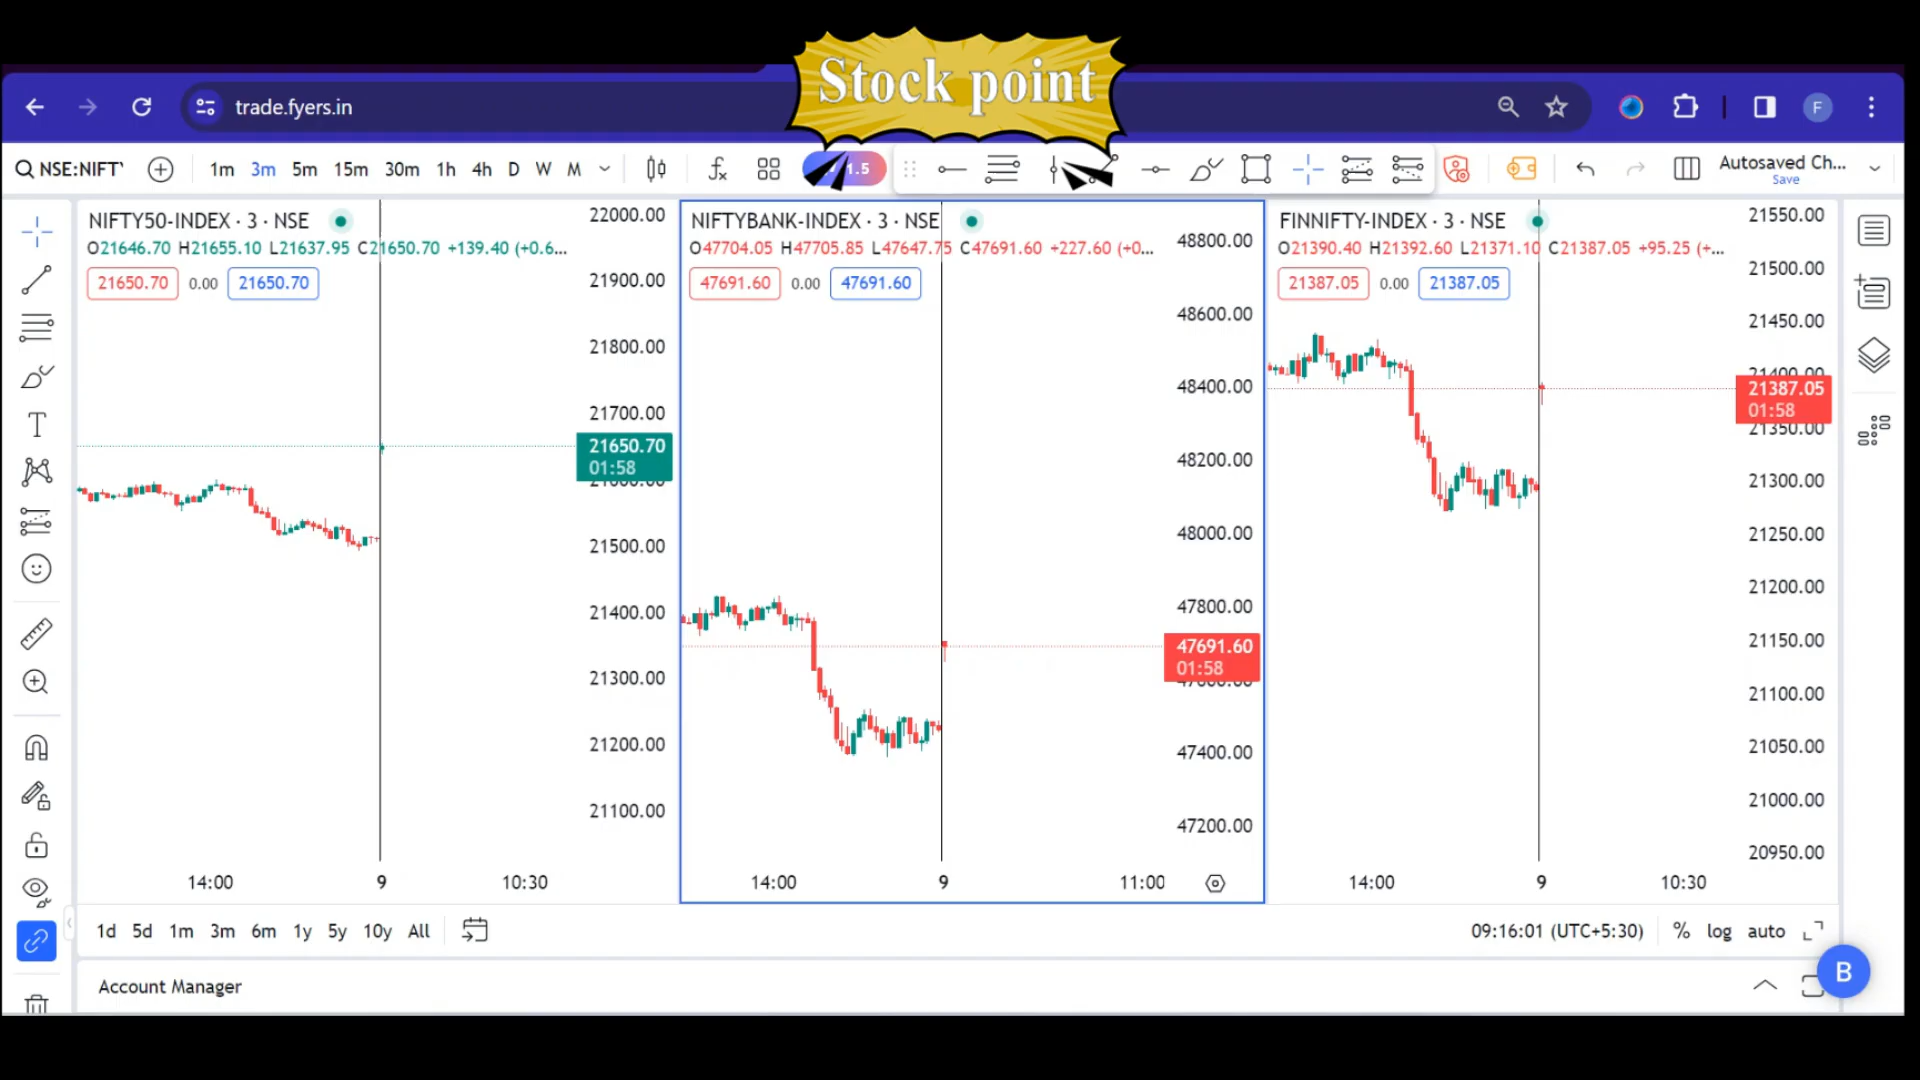 Stock point
trade.fyers.in
F
NSE:NIFTY
1m 3m 5m 15m 30m 1h 4h D W M
1.5
Autosaved Ch...
Save
NIFTY50-INDEX · 3 · NSE
O21646.70 H21655.10 L21637.95 C21650.70 +139.40 (+0.6...
21650.70 0.00 21650.70
22000.00
21900.00
21800.00
21700.00
21650.70
01:58
21600.00
21500.00
21400.00
21300.00
21200.00
21100.00
14:00 9 10:30
NIFTYBANK-INDEX · 3 · NSE
O47704.05 H47705.85 L47647.75 C47691.60 +227.60 (+0...
47691.60 0.00 47691.60
48800.00
48600.00
48400.00
48200.00
48000.00
47800.00
47691.60
01:58
47600.00
47400.00
47200.00
14:00 9 11:00
FINNIFTY-INDEX · 3 · NSE
O21390.40 H21392.60 L21371.10 C21387.05 +95.25 (+...
21387.05 0.00 21387.05
21550.00
21500.00
21450.00
21400.00
21387.05
01:58
21350.00
21300.00
21250.00
21200.00
21150.00
21100.00
21050.00
21000.00
20950.00
14:00 9 10:30
1d 5d 1m 3m 6m 1y 5y 10y All
09:16:01 (UTC+5:30) % log auto
Account Manager
B